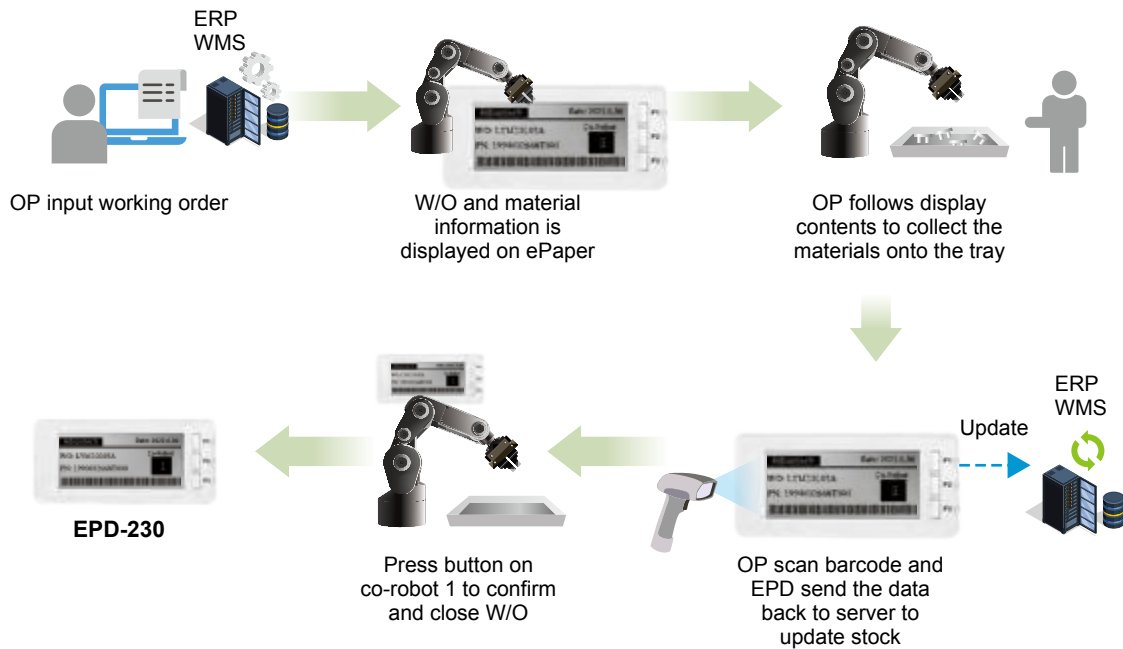 ERP
WMS
OP input working order
W/O and material
information is
displayed on ePaper
OP follows display
contents to collect the
materials onto the tray
ERP
WMS
Update
OP scan barcode and
EPD send the data
back to server to
update stock
Press button on
co-robot 1 to confirm
and close W/O
EPD-230